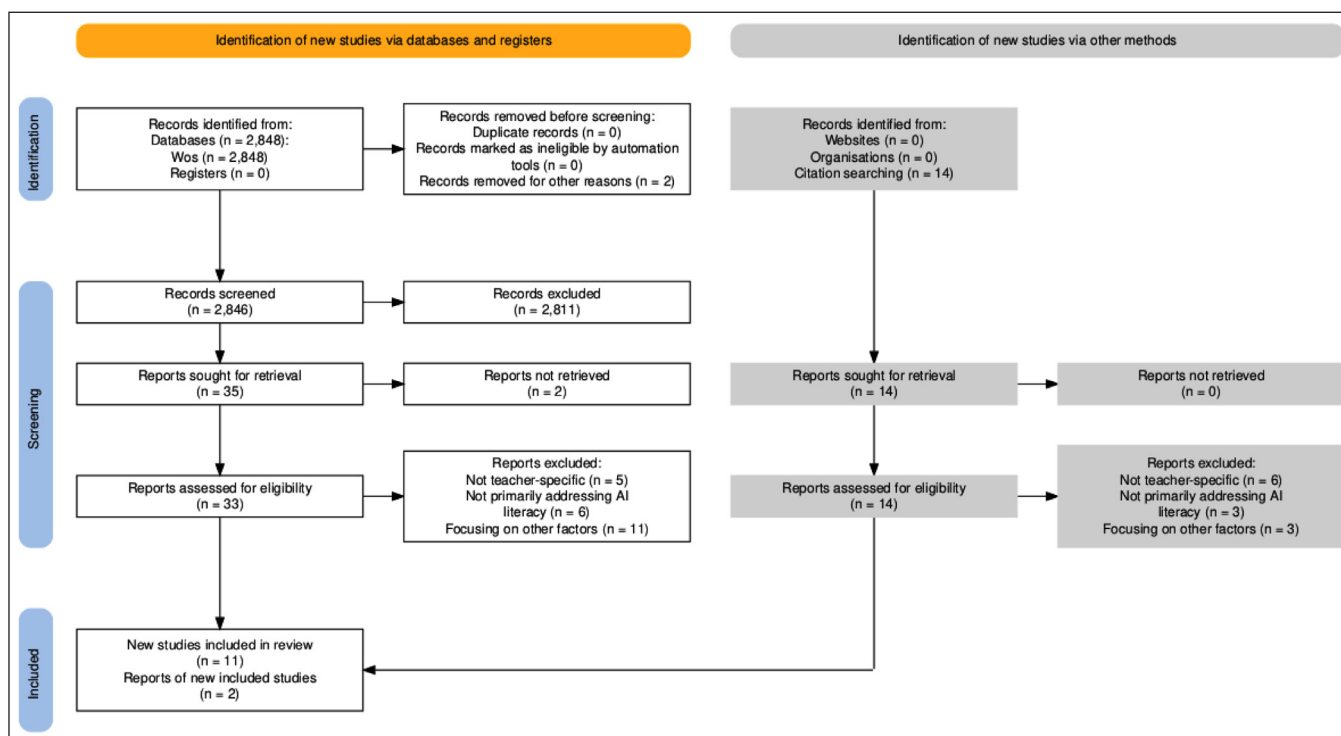 Identification of new studies via databases and registers
Identification of new studies via other methods
Identification
Records identified from:
Databases (n = 2,848):
Wos (n = 2,848)
Registers (n = 0)
Records removed before screening:
Duplicate records (n = 0)
Records marked as ineligible by automation
tools (n = 0)
Records removed for other reasons (n = 2)
Records identified from:
Websites (n = 0)
Organisations (n = 0)
Citation searching (n = 14)
Screening
Records screened
(n = 2,846)
Records excluded
(n = 2,811)
Reports sought for retrieval
(n = 35)
Reports not retrieved
(n = 2)
Reports sought for retrieval
(n = 14)
Reports not retrieved
(n = 0)
Reports assessed for eligibility
(n = 33)
Reports excluded:
Not teacher-specific (n = 5)
Not primarily addressing AI
literacy (n = 6)
Focusing on other factors (n = 11)
Reports assessed for eligibility
(n = 14)
Reports excluded:
Not teacher-specific (n = 6)
Not primarily addressing AI
literacy (n = 3)
Focusing on other factors (n = 3)
Included
New studies included in review
(n = 11)
Reports of new included studies
(n = 2)